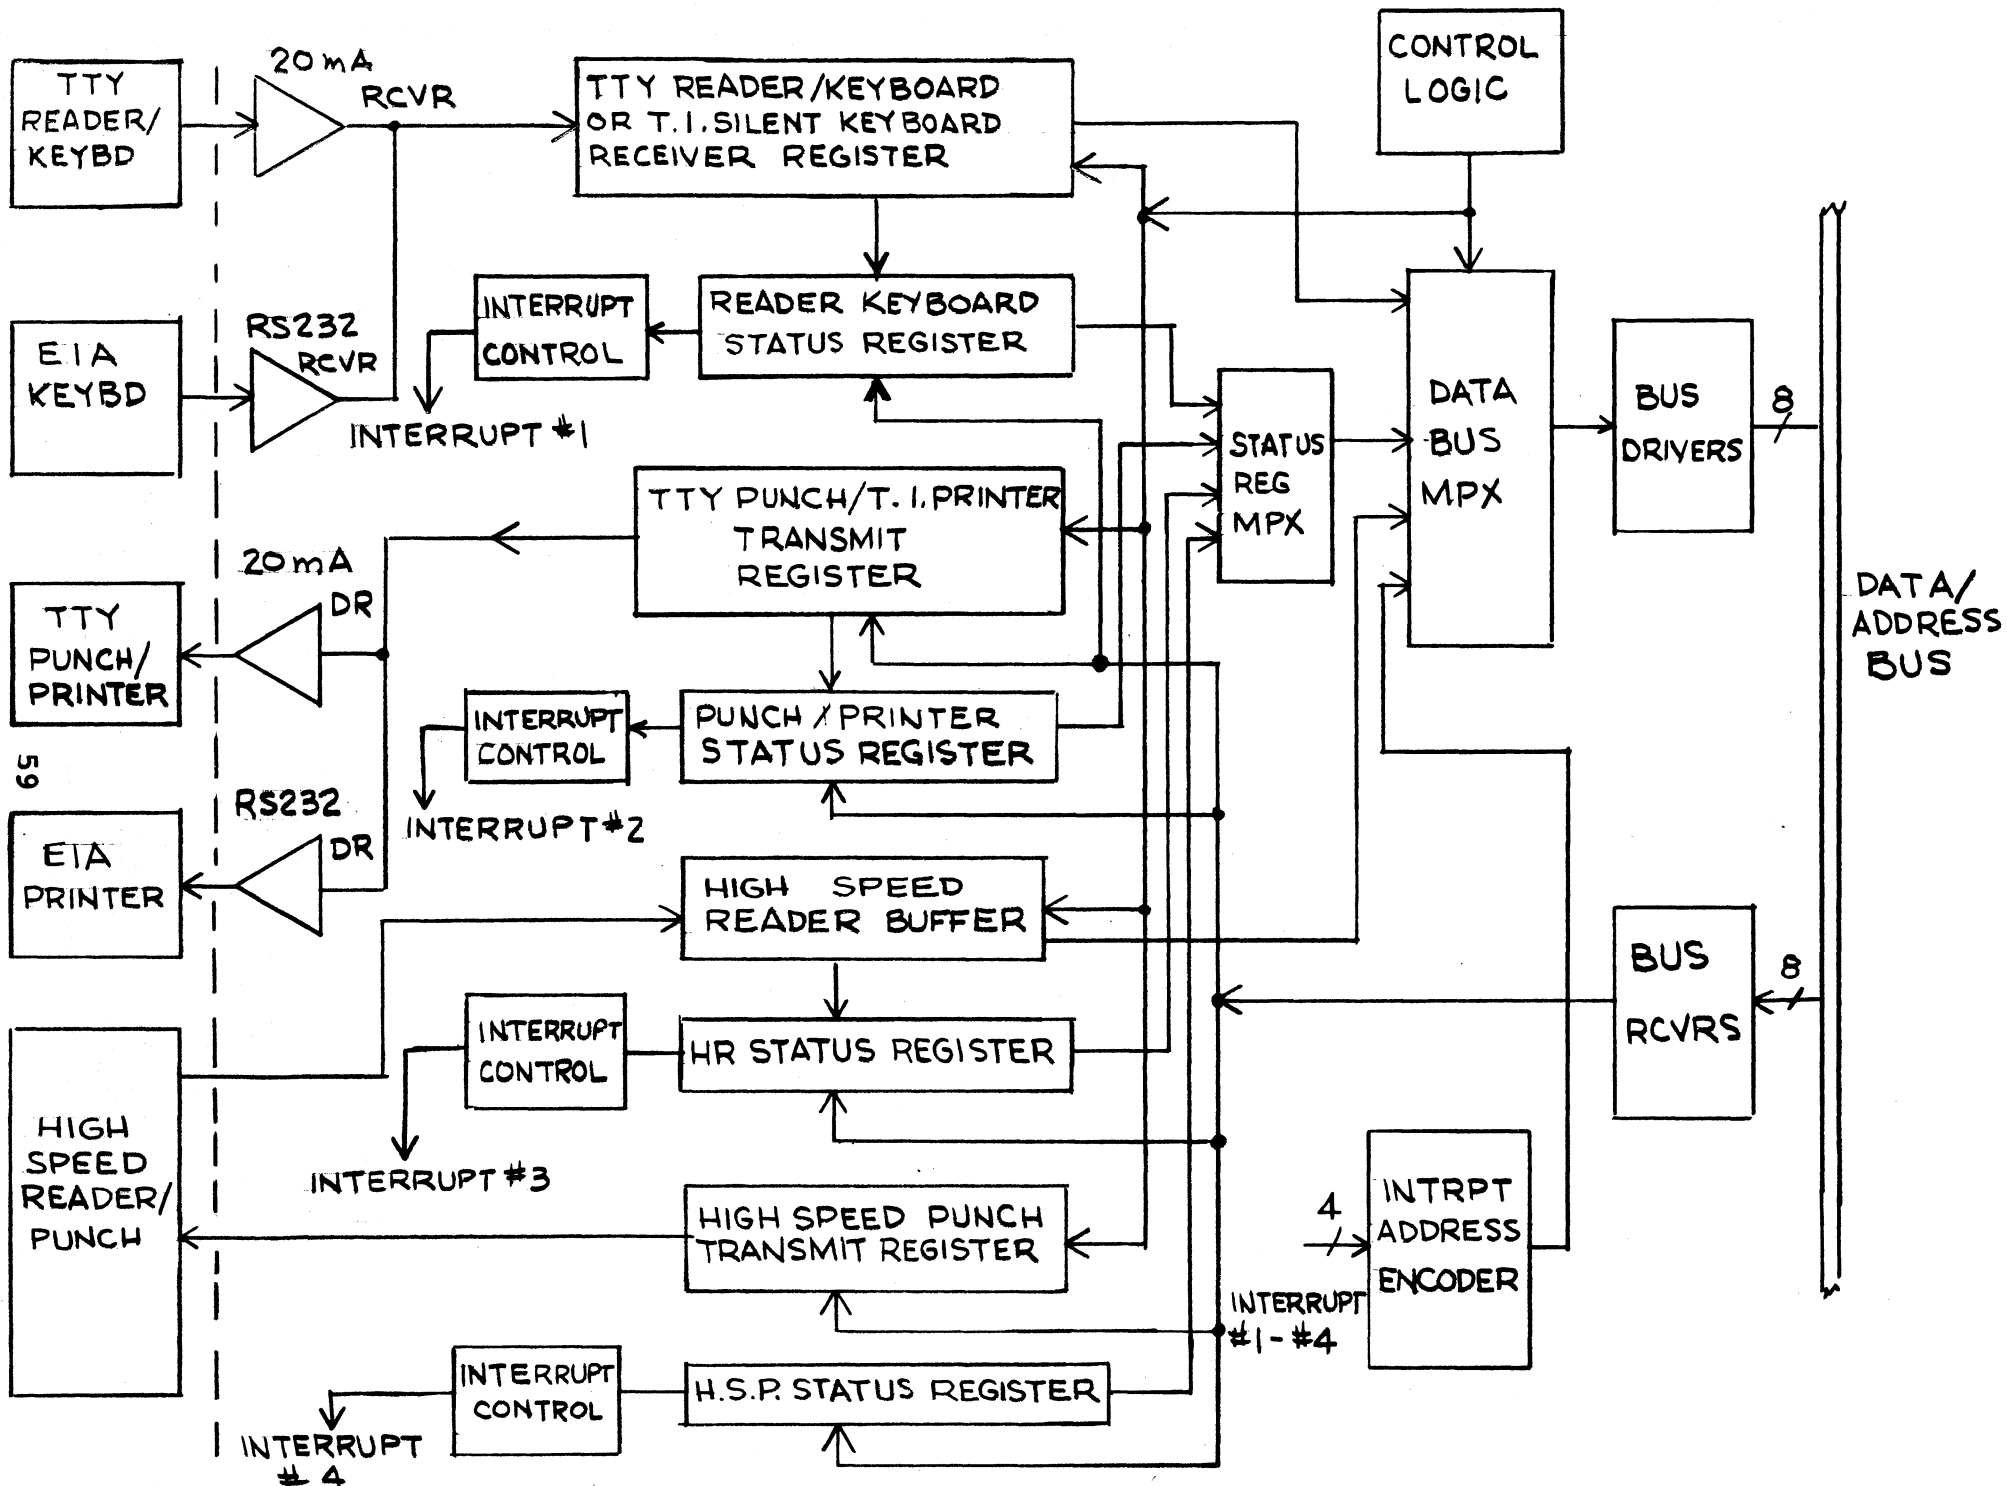 TTY
READER/
KEYBD
20 mA
RCVR
TTY READER/KEYBOARD
OR T.I. SILENT KEYBOARD
RECEIVER REGISTER
CONTROL
LOGIC
EIA
KEYBD
RS232
RCVR
INTERRUPT
CONTROL
INTERRUPT #1
READER KEYBOARD
STATUS REGISTER
STATUS
REG
MPX
DATA
BUS
MPX
BUS
DRIVERS
8
DATA/
ADDRESS
BUS
TTY PUNCH/T.I. PRINTER
TRANSMIT
REGISTER
TTY
PUNCH/
PRINTER
20 mA
DR
INTERRUPT
CONTROL
INTERRUPT #2
PUNCH/PRINTER
STATUS REGISTER
59
EIA
PRINTER
RS232
DR
HIGH SPEED
READER BUFFER
BUS
RCVRS
8
INTERRUPT
CONTROL
INTERRUPT #3
HR STATUS REGISTER
HIGH
SPEED
READER/
PUNCH
HIGH SPEED PUNCH
TRANSMIT REGISTER
4
INTERRUPT
#1-#4
INTRPT
ADDRESS
ENCODER
INTERRUPT
CONTROL
INTERRUPT
# 4
H.S.P. STATUS REGISTER